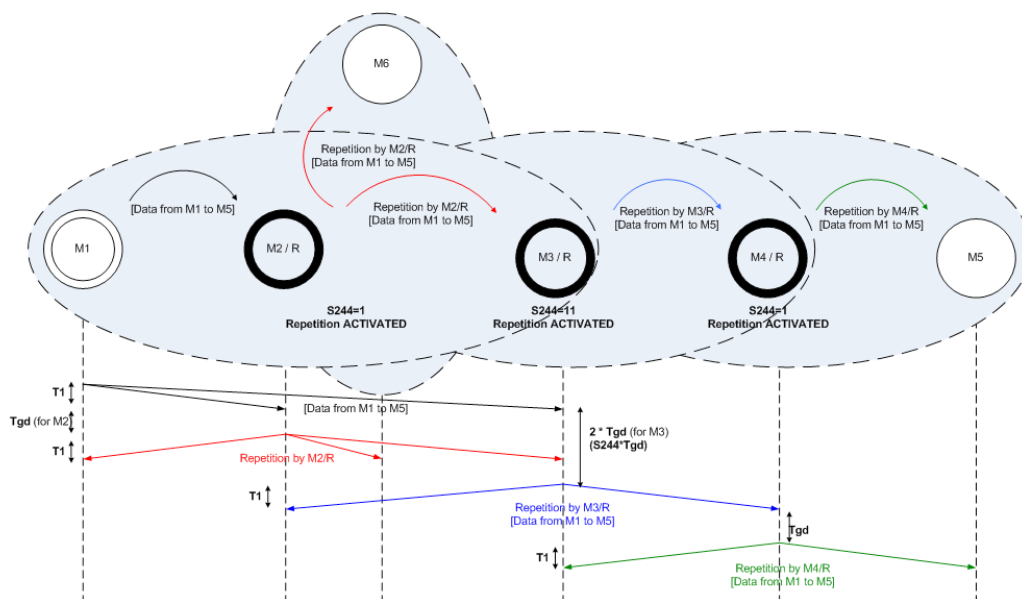 M6
Repetition by M2/R
[Data from M1 to M5]
[Data from M1 to M5]
Repetition by M2/R
[Data from M1 to M5]
Repetition by M3/R
[Data from M1 to M5]
Repetition by M4/R
[Data from M1 to M5]
M1
M2 / R
M3 / R
M4 / R
M5
S244=1
Repetition ACTIVATED
S244=11
Repetition ACTIVATED
S244=1
Repetition ACTIVATED
T1
[Data from M1 to M5]
Tgd (for M2)
2 * Tgd (for M3)
(S244*Tgd)
T1
Repetition by M2/R
T1
Repetition by M3/R
[Data from M1 to M5]
Tgd
T1
Repetition by M4/R
[Data from M1 to M5]